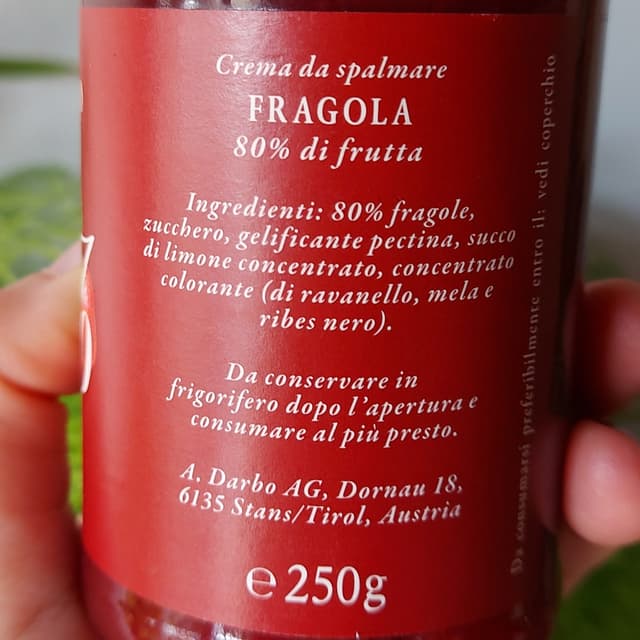 Crema da spalmare
FRAGOLA
80% di frutta
Ingredienti: 80% fragole,
zucchero, gelificante pectina, succo
di limone concentrato, concentrato
colorante (di ravanello, mela e
ribes nero).
Da conservare in
frigorifero dopo l'apertura e
consumare al più presto.
A. Darbo AG, Dornau 18,
6135 Stans/Tirol, Austria
℮ 250g
Da consumarsi preferibilmente entro il: vedi coperchio